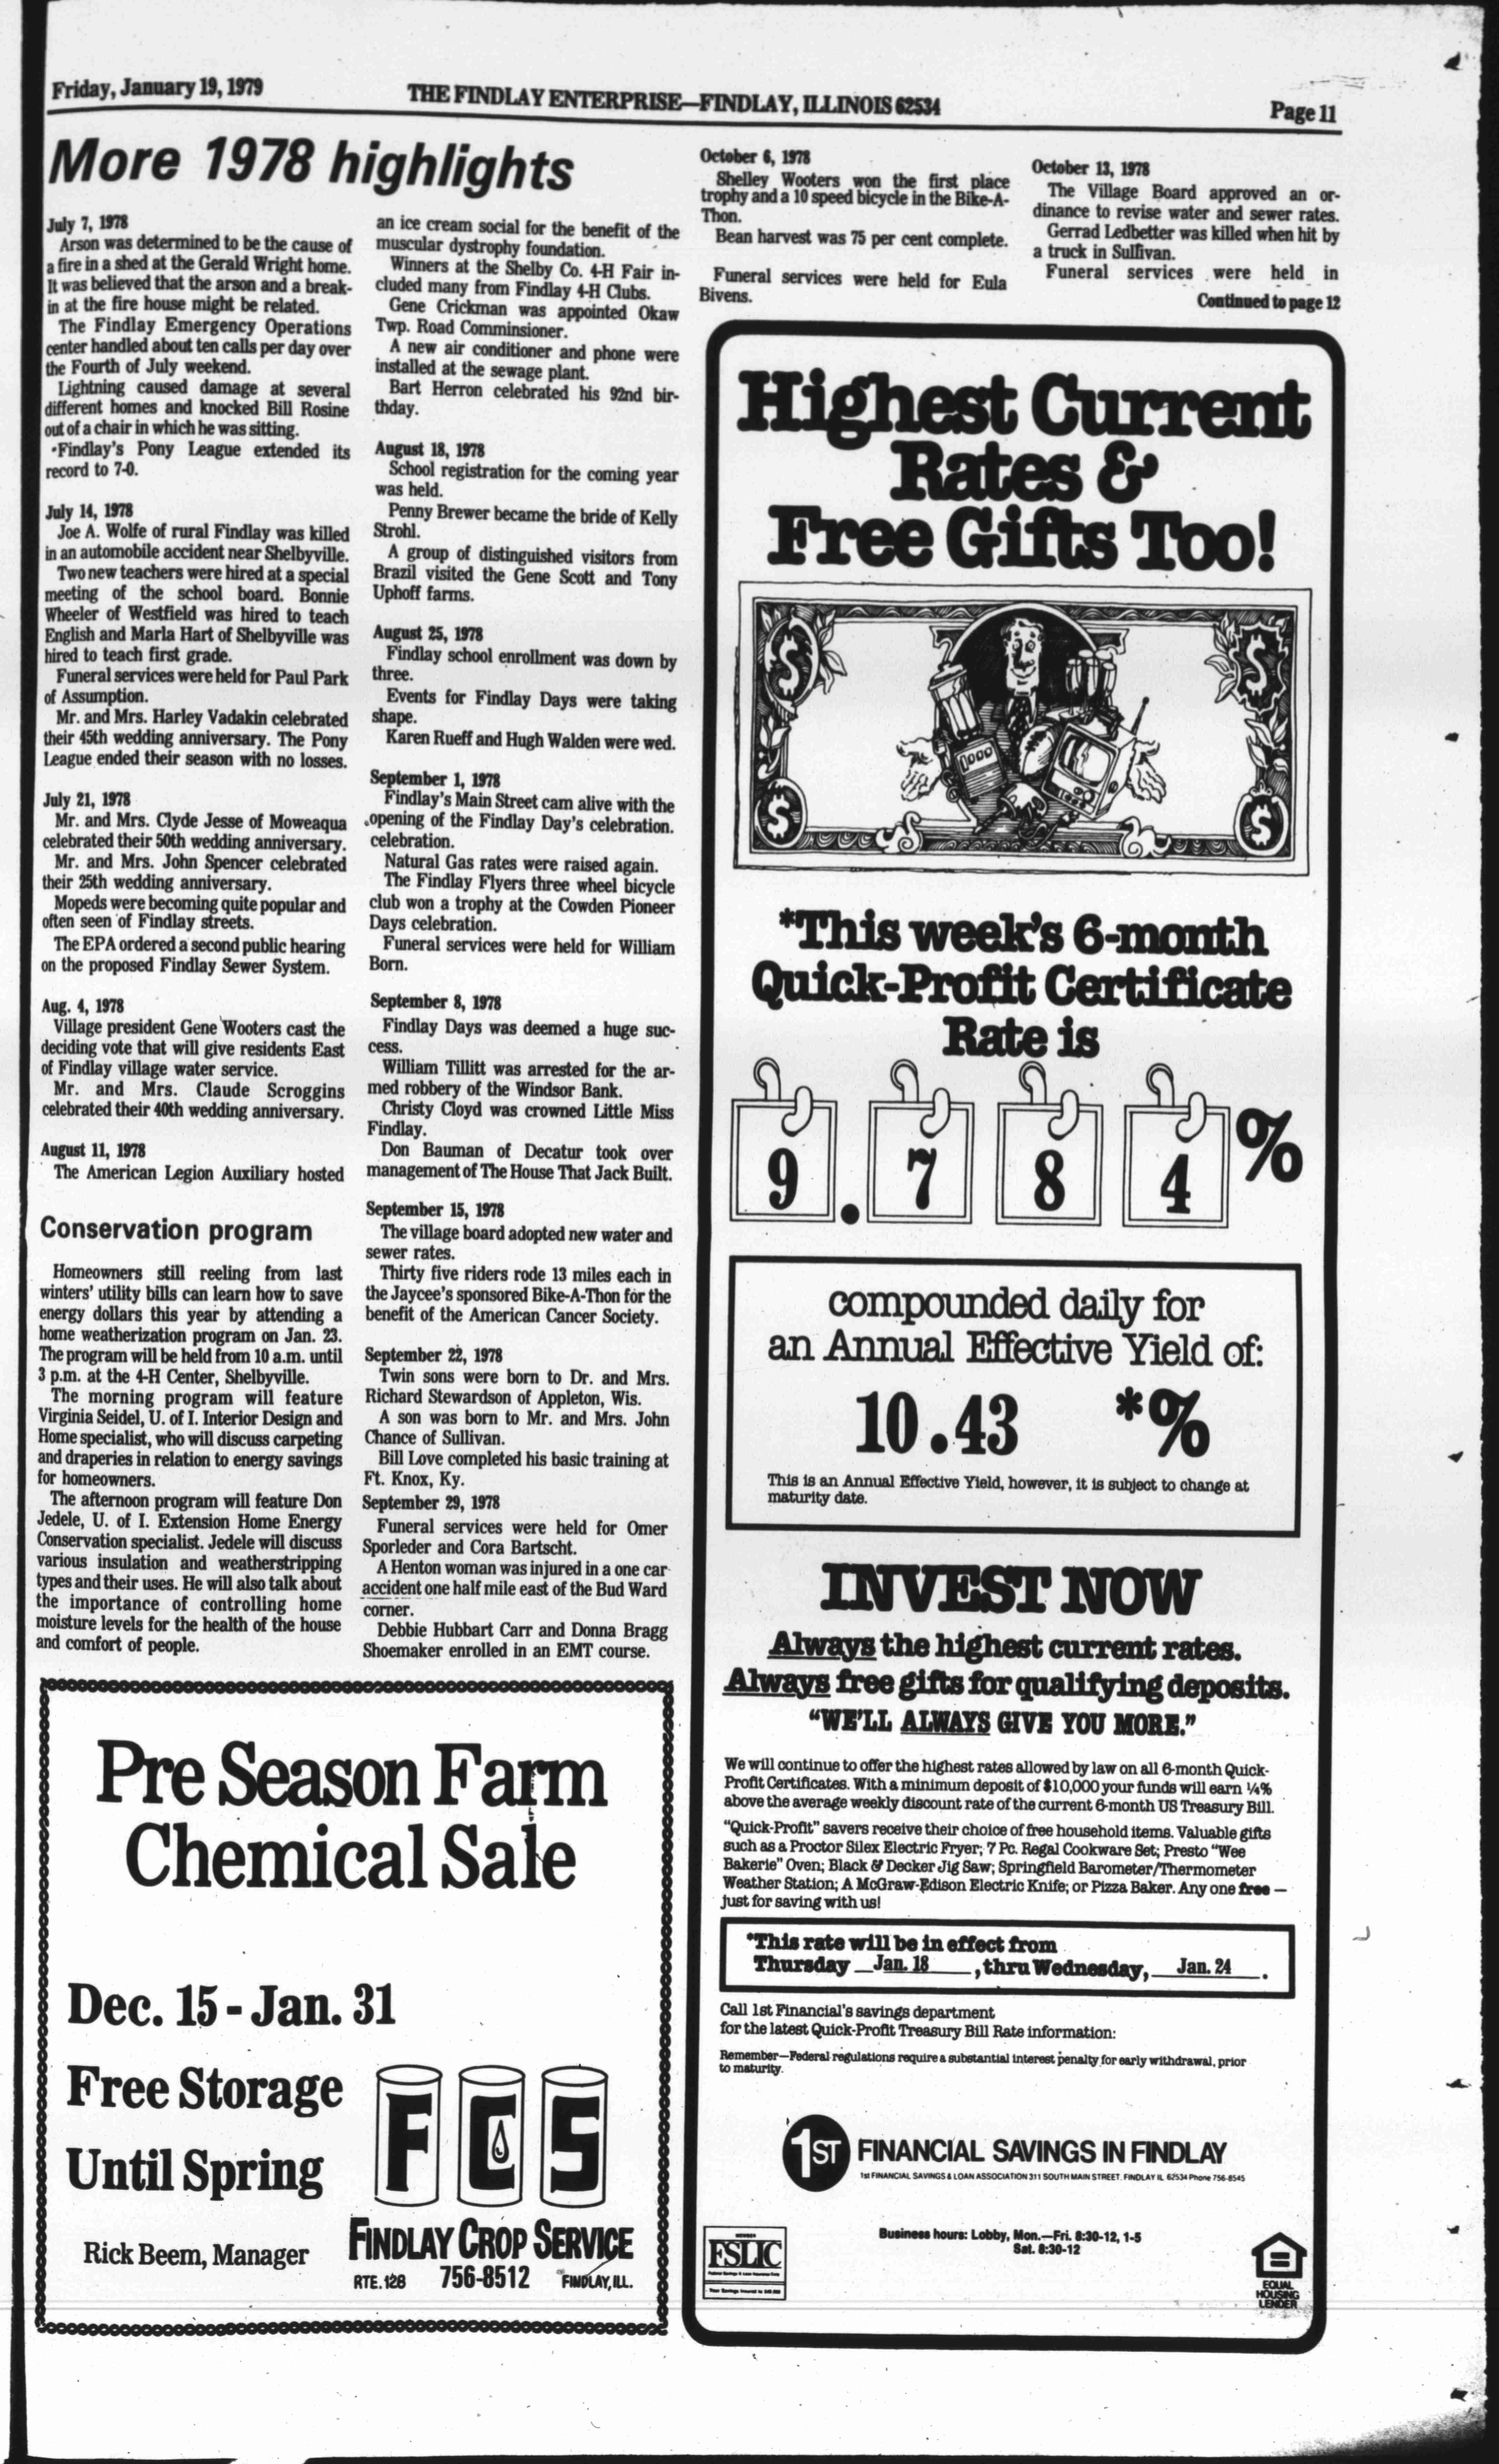 Friday, January 19, 1979
THE FINDLAY ENTERPRISE—FINDLAY, ILLINOIS 62534
Page 11
More 1978 highlights
July 7, 1978
Arson was determined to be the cause of
a fire in a shed at the Gerald Wright home.
It was believed that the arson and a break-
in at the fire house might be related.
The Findlay Emergency Operations
center handled about ten calls per day over
the Fourth of July weekend.
Lightning caused damage at several
different homes and knocked Bill Rosine
out of a chair in which he was sitting.
Findlay's Pony League extended its
record to 7-0.
July 14, 1978
Joe A. Wolfe of rural Findlay was killed
in an automobile accident near Shelbyville.
Two new teachers were hired at a special
meeting of the school board. Bonnie
Wheeler of Westfield was hired to teach
English and Marla Hart of Shelbyville was
hired to teach first grade.
Funeral services were held for Paul Park
of Assumption.
Mr. and Mrs. Harley Vadakin celebrated
their 45th wedding anniversary. The Pony
League ended their season with no losses.
July 21, 1978
Mr. and Mrs. Clyde Jesse of Moweaqua
celebrated their 50th wedding anniversary.
Mr. and Mrs. John Spencer celebrated
their 25th wedding anniversary.
Mopeds were becoming quite popular and
often seen of Findlay streets.
The EPA ordered a second public hearing
on the proposed Findlay Sewer System.
Aug. 4, 1978
Village president Gene Wooters cast the
deciding vote that will give residents East
of Findlay village water service.
Mr. and Mrs. Claude Scroggins
celebrated their 40th wedding anniversary.
August 11, 1978
The American Legion Auxiliary hosted
an ice cream social for the benefit of the
muscular dystrophy foundation.
Winners at the Shelby Co. 4-H Fair in-
cluded many from Findlay 4-H Clubs.
Gene Crickman was appointed Okaw
Twp. Road Comminsioner.
A new air conditioner and phone were
installed at the sewage plant.
Bart Herron celebrated his 92nd bir-
thday.
August 18, 1978
School registration for the coming year
was held.
Penny Brewer became the bride of Kelly
Strohl.
A group of distinguished visitors from
Brazil visited the Gene Scott and Tony
Uphoff farms.
August 25, 1978
Findlay school enrollment was down by
three.
Events for Findlay Days were taking
shape.
Karen Rueff and Hugh Walden were wed.
September 1, 1978
Findlay's Main Street cam alive with the
opening of the Findlay Day's celebration.
celebration.
Natural Gas rates were raised again.
The Findlay Flyers three wheel bicycle
club won a trophy at the Cowden Pioneer
Days celebration.
Funeral services were held for William
Born.
September 8, 1978
Findlay Days was deemed a huge suc-
cess.
William Tillitt was arrested for the ar-
med robbery of the Windsor Bank.
Christy Cloyd was crowned Little Miss
Findlay.
Don Bauman of Decatur took over
management of The House That Jack Built.
September 15, 1978
The village board adopted new water and
sewer rates.
Thirty five riders rode 13 miles each in
the Jaycee's sponsored Bike-A-Thon for the
benefit of the American Cancer Society.
September 22, 1978
Twin sons were born to Dr. and Mrs.
Richard Stewardson of Appleton, Wis.
A son was born to Mr. and Mrs. John
Chance of Sullivan.
Bill Love completed his basic training at
Ft. Knox, Ky.
September 29, 1978
Funeral services were held for Omer
Sporleder and Cora Bartscht.
A Henton woman was injured in a one car
accident one half mile east of the Bud Ward
corner.
Debbie Hubbart Carr and Donna Bragg
Shoemaker enrolled in an EMT course.
October 6, 1978
Shelley Wooters won the first place
trophy and a 10 speed bicycle in the Bike-A-
Thon.
Bean harvest was 75 per cent complete.
Funeral services were held for Eula
Bivens.
October 13, 1978
The Village Board approved an or-
dinance to revise water and sewer rates.
Gerrad Ledbetter was killed when hit by
a truck in Sullivan.
Funeral services were held in
Continued to page 12
Conservation program
Homeowners still reeling from last
winters' utility bills can learn how to save
energy dollars this year by attending a
home weatherization program on Jan. 23.
The program will be held from 10 a.m. until
3 p.m. at the 4-H Center, Shelbyville.
The morning program will feature
Virginia Seidel, U. of I. Interior Design and
Home specialist, who will discuss carpeting
and draperies in relation to energy savings
for homeowners.
The afternoon program will feature Don
Jedele, U. of I. Extension Home Energy
Conservation specialist. Jedele will discuss
various insulation and weatherstripping
types and their uses. He will also talk about
the importance of controlling home
moisture levels for the health of the house
and comfort of people.
Pre Season Farm
Chemical Sale
Dec. 15 - Jan. 31
Free Storage
Until Spring
Rick Beem, Manager
FCS
FINDLAY CROP SERVICE
RTE. 128 756-8512 FINDLAY, ILL.
Highest Current
Rates &
Free Gifts Too!
*This week's 6-month
Quick-Profit Certificate
Rate is
9.784%
compounded daily for
an Annual Effective Yield of:
10.43 *%
This is an Annual Effective Yield, however, it is subject to change at
maturity date.
INVEST NOW
Always the highest current rates.
Always free gifts for qualifying deposits.
"WE'LL ALWAYS GIVE YOU MORE."
We will continue to offer the highest rates allowed by law on all 6-month Quick-
Profit Certificates. With a minimum deposit of $10,000 your funds will earn ¼%
above the average weekly discount rate of the current 6-month US Treasury Bill.
"Quick-Profit" savers receive their choice of free household items. Valuable gifts
such as a Proctor Silex Electric Fryer; 7 Pc. Regal Cookware Set; Presto "Wee
Bakerie" Oven; Black & Decker Jig Saw; Springfield Barometer/Thermometer
Weather Station; A McGraw-Edison Electric Knife; or Pizza Baker. Any one free —
just for saving with us!
*This rate will be in effect from
Thursday Jan. 18, thru Wednesday, Jan. 24.
Call 1st Financial's savings department
for the latest Quick-Profit Treasury Bill Rate information:
Remember—Federal regulations require a substantial interest penalty for early withdrawal, prior
to maturity.
1ST FINANCIAL SAVINGS IN FINDLAY
1st FINANCIAL SAVINGS & LOAN ASSOCIATION 311 SOUTH MAIN STREET, FINDLAY IL 62534 Phone 756-8545
Business hours: Lobby, Mon.—Fri. 8:30-12, 1-5
Sat. 8:30-12
MEMBER
FSLIC
EQUAL
HOUSING
LENDER